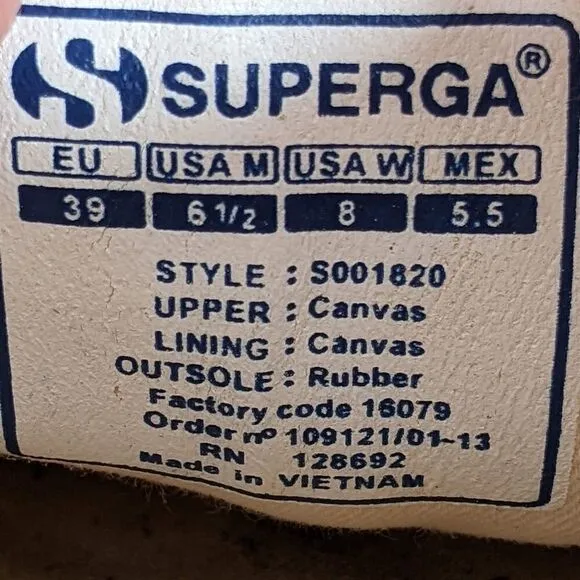 SUPERGA®
EU USA M USA W MEX
39 6 1/2 8 5.5
STYLE : S001820
UPPER : Canvas
LINING : Canvas
OUTSOLE : Rubber
Factory code 16079
Order nº 109121/01-13
RN 128692
Made in VIETNAM